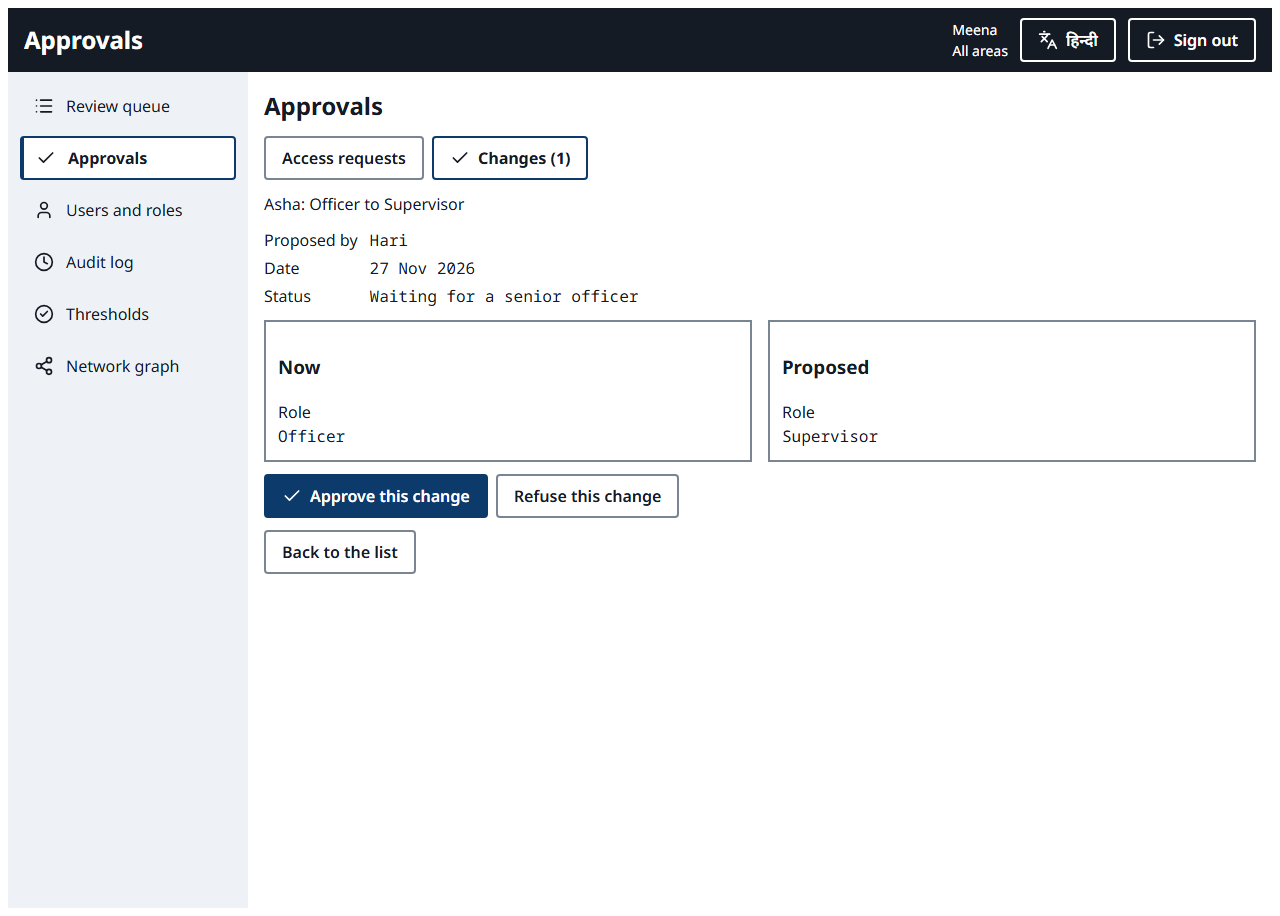 Approvals
Meena
All areas
हिन्दी
Sign out
Review queue
Approvals
Users and roles
Audit log
Thresholds
Network graph
Approvals
Access requests
Changes (1)
Asha: Officer to Supervisor
Proposed by Hari
Date 27 Nov 2026
Status Waiting for a senior officer
Now
Role
Officer
Proposed
Role
Supervisor
Approve this change
Refuse this change
Back to the list